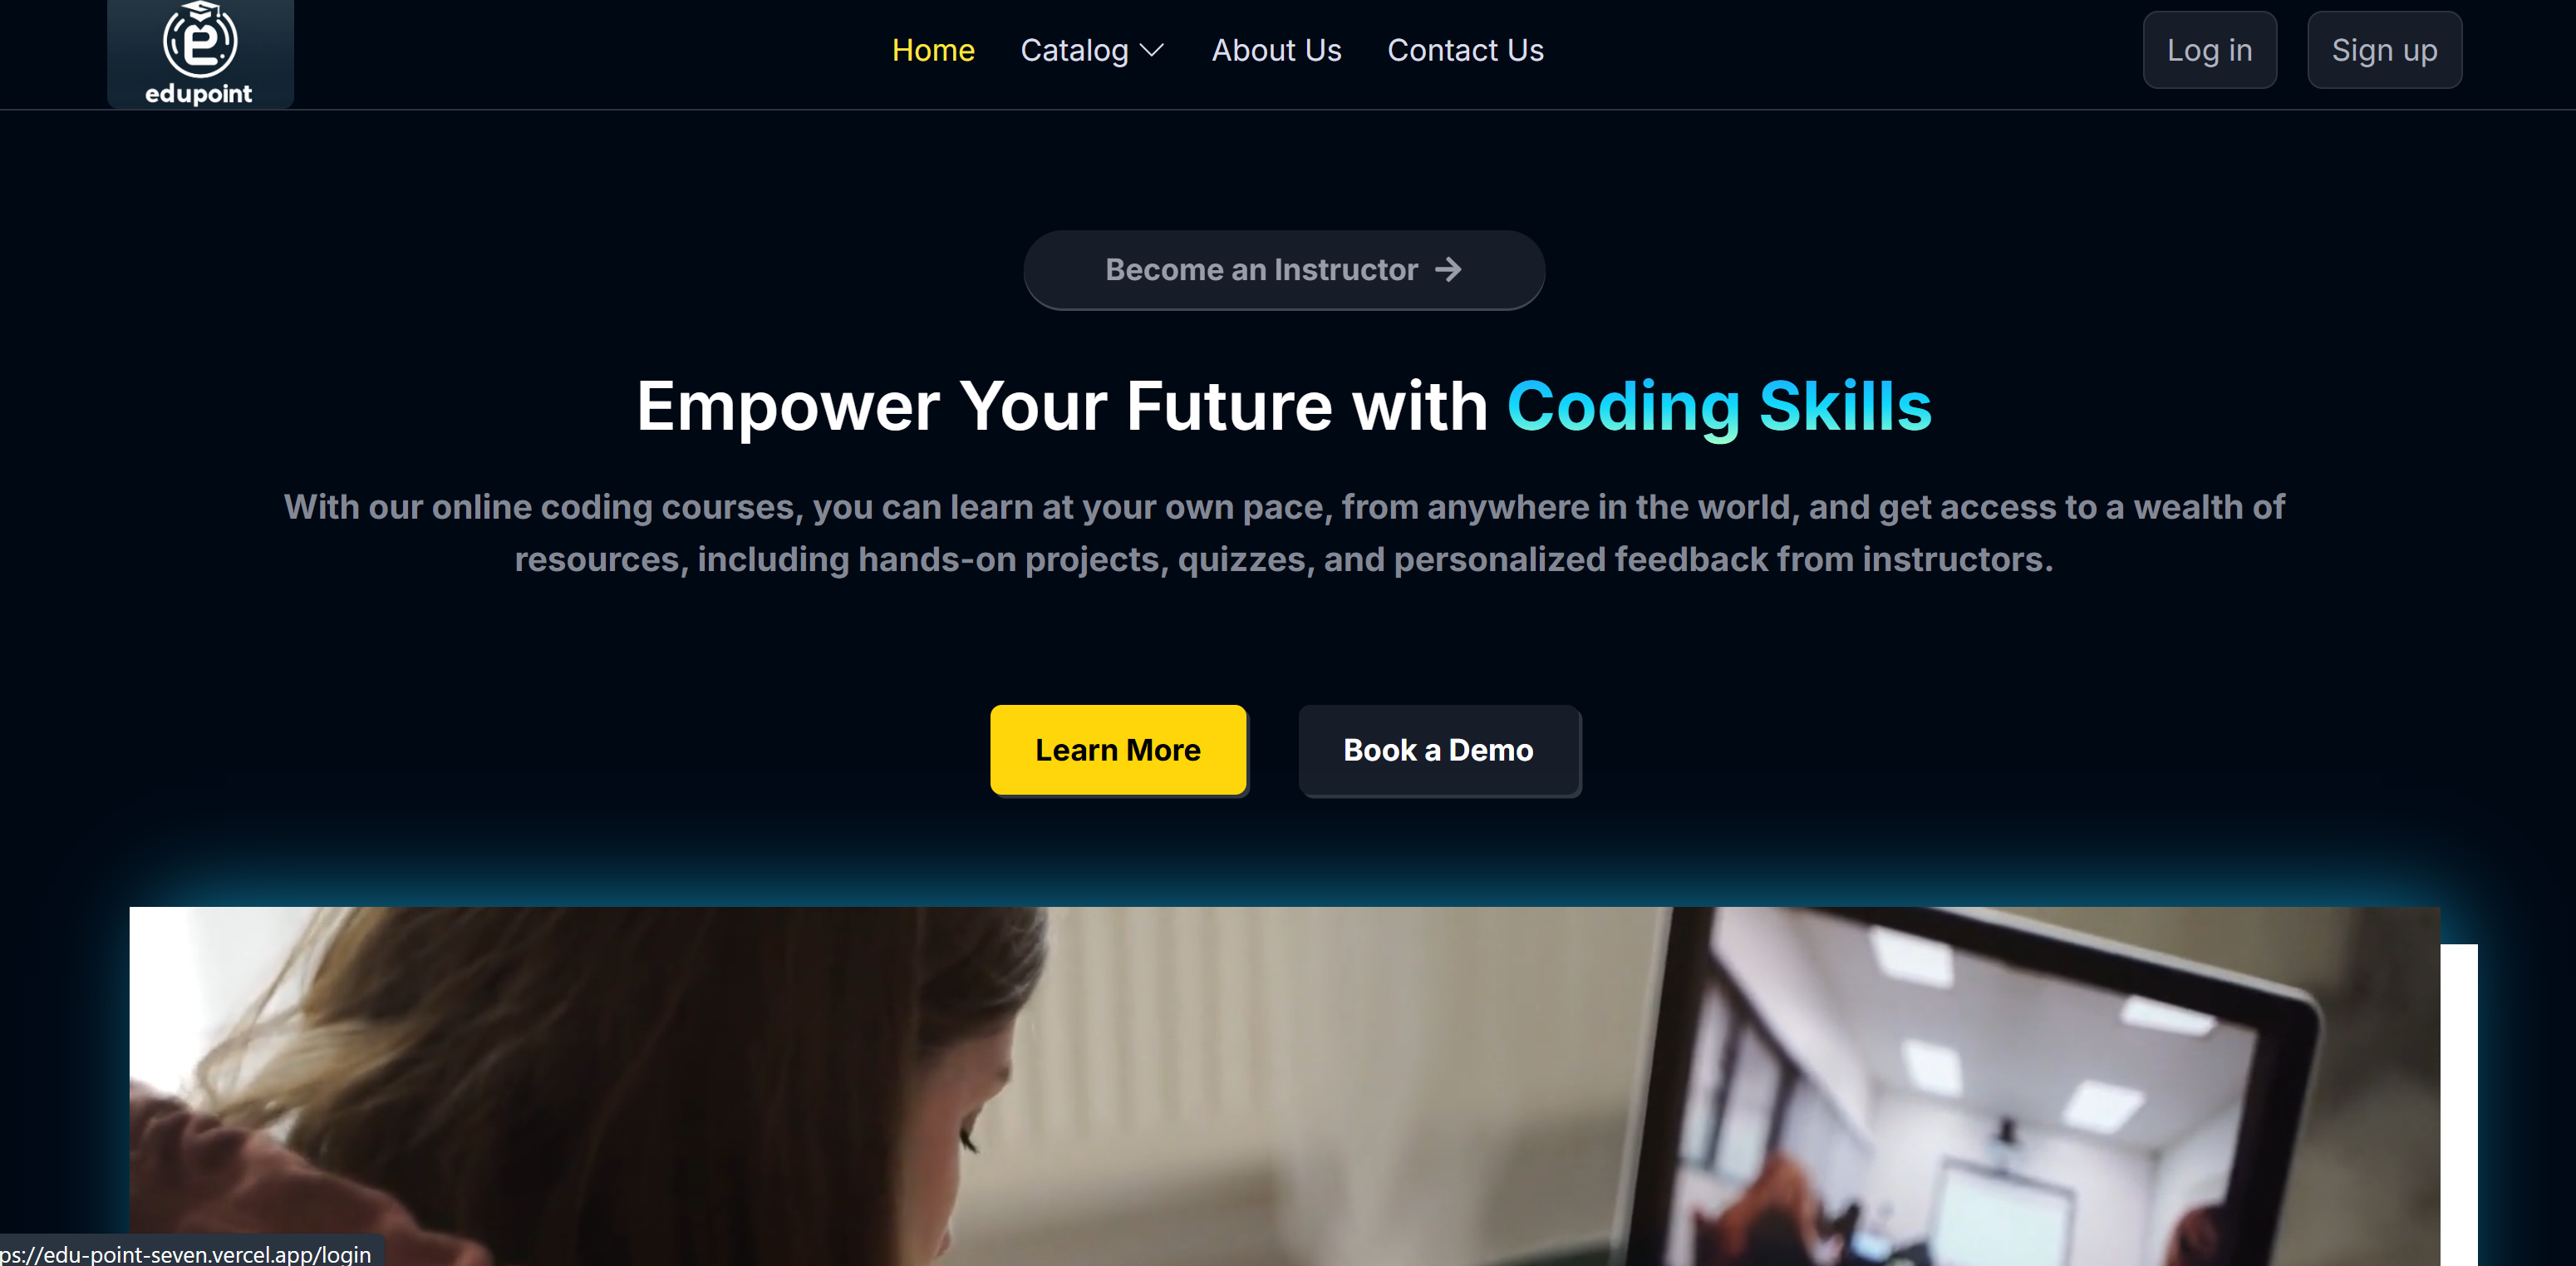 edupoint
Home Catalog About Us Contact Us Log in Sign up
Become an Instructor
Empower Your Future with Coding Skills
With our online coding courses, you can learn at your own pace, from anywhere in the world, and get access to a wealth of
resources, including hands-on projects, quizzes, and personalized feedback from instructors.
Learn More Book a Demo
ps://edu-point-seven.vercel.app/login